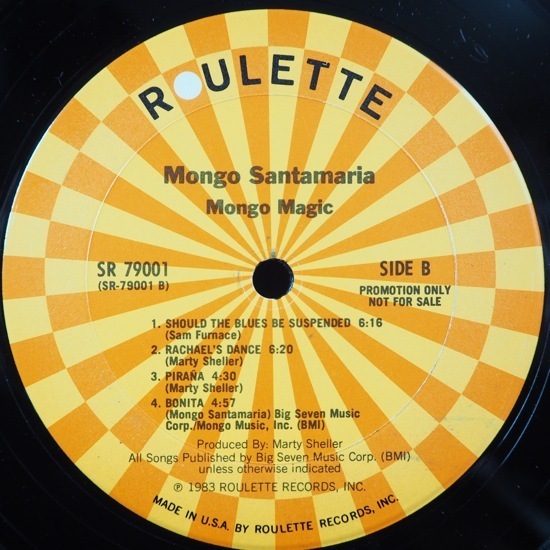 ROULETTE
Mongo Santamaria
Mongo Magic
SR 79001
(SR-79001 B)
SIDE B
PROMOTION ONLY
NOT FOR SALE
1. SHOULD THE BLUES BE SUSPENDED 6:16
(Sam Furnace)
2. RACHAEL'S DANCE 6:20
(Marty Sheller)
3. PIRAÑA 4:30
(Marty Sheller)
4. BONITA 4:57
(Mongo Santamaria) Big Seven Music
Corp./Mongo Music, Inc. (BMI)
Produced By: Marty Sheller
All Songs Published by Big Seven Music Corp. (BMI)
unless otherwise indicated
℗ 1983 ROULETTE RECORDS, INC.
MADE IN U.S.A. BY ROULETTE RECORDS, INC.